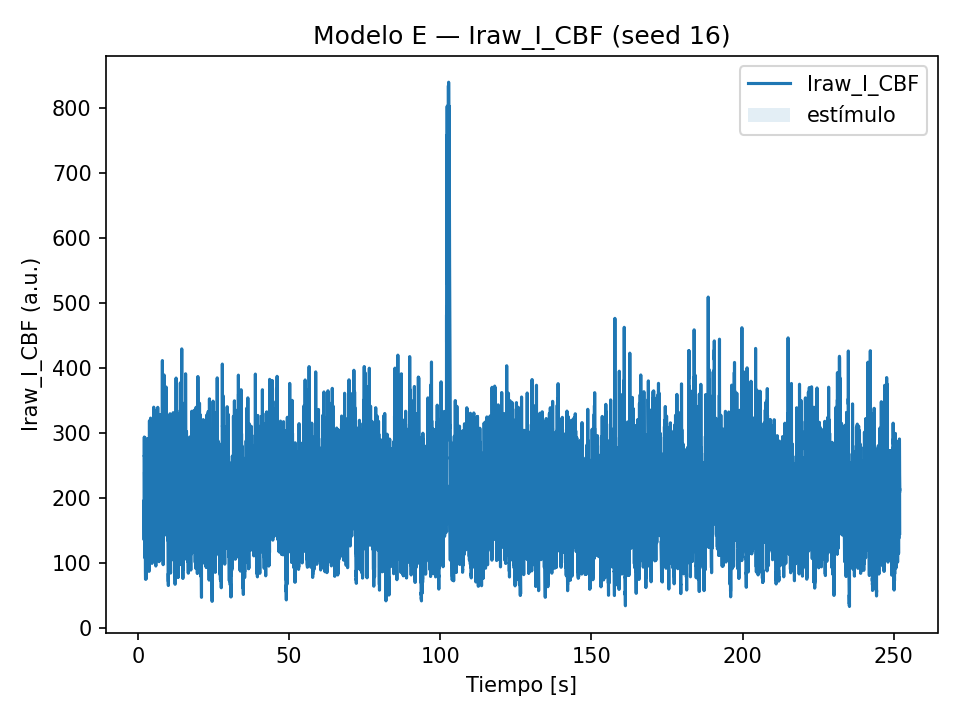 Modelo E — Iraw_I_CBF (seed 16)
Iraw_I_CBF
estímulo
Iraw_I_CBF (a.u.)
800
700
600
500
400
300
200
100
0
0 50 100 150 200 250
Tiempo [s]